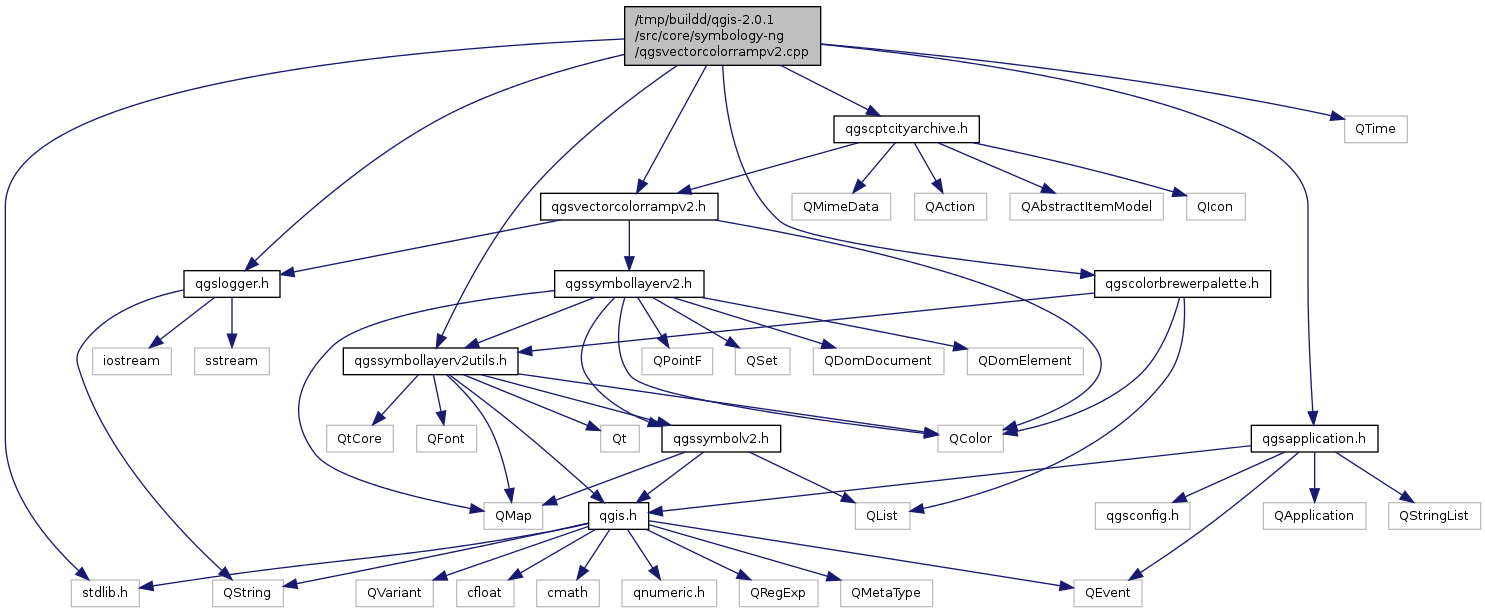 /tmp/buildd/qgis-2.0.1
/src/core/symbology-ng
/qgsvectorcolorrampv2.cpp
qgscptcityarchive.h
QTime
qgsvectorcolorrampv2.h
QMimeData
QAction
QAbstractItemModel
QIcon
qgslogger.h
qgssymbollayerv2.h
qgscolorbrewerpalette.h
iostream
sstream
qgssymbollayerv2utils.h
QPointF
QSet
QDomDocument
QDomElement
QtCore
QFont
Qt
qgssymbolv2.h
QColor
qgsapplication.h
QMap
qgis.h
QList
qgsconfig.h
QApplication
QStringList
stdlib.h
QString
QVariant
cfloat
cmath
qnumeric.h
QRegExp
QMetaType
QEvent